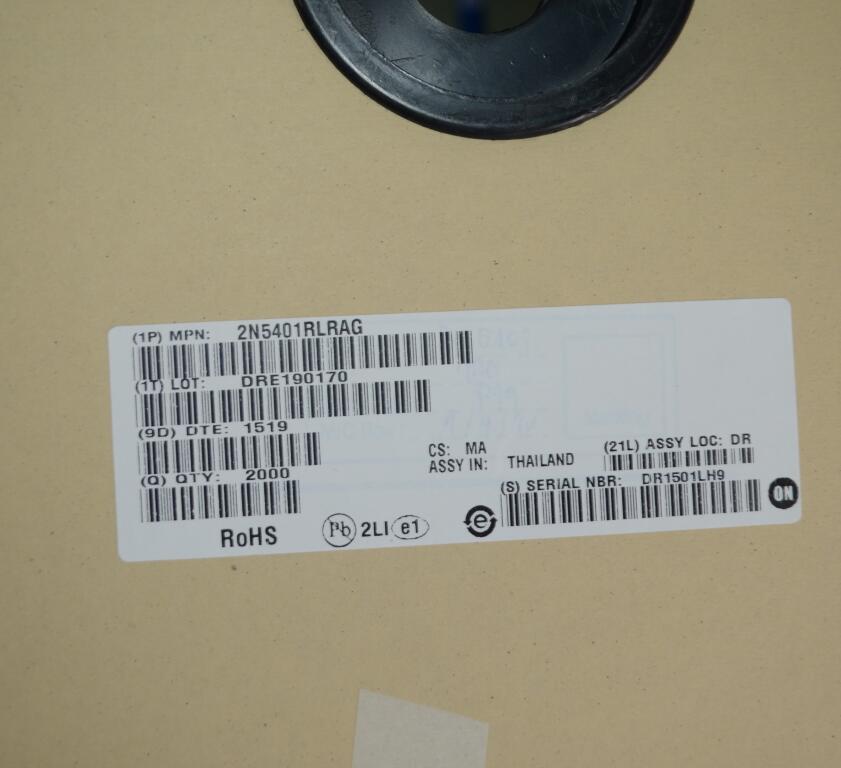 (1P) MPN: 2N5401RLRAG
(1T) LOT: DRE190170
(9D) DTE: 1519
(Q) QTY: 2000
CS: MA
ASSY IN: THAILAND
(21L) ASSY LOC: DR
(S) SERIAL NBR: DR1501LH9
ON
RoHS
Pb 2LI e1
e